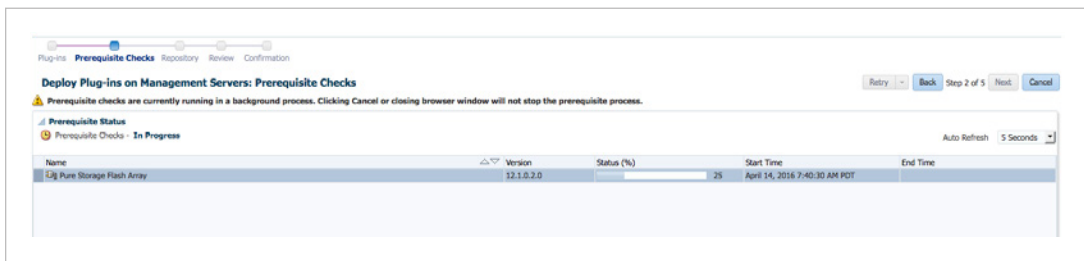 Plug-ins Prerequisite Checks Repository Review Confirmation
Deploy Plug-ins on Management Servers: Prerequisite Checks
Retry Back Step 2 of 5 Next Cancel
Prerequisite checks are currently running in a background process. Clicking Cancel or closing browser window will not stop the prerequisite process.
Prerequisite Status
Prerequisite Checks - In Progress
Auto Refresh 5 Seconds
Name Version Status (%) Start Time End Time
Pure Storage Flash Array 12.1.0.2.0 25 April 14, 2016 7:40:30 AM PDT